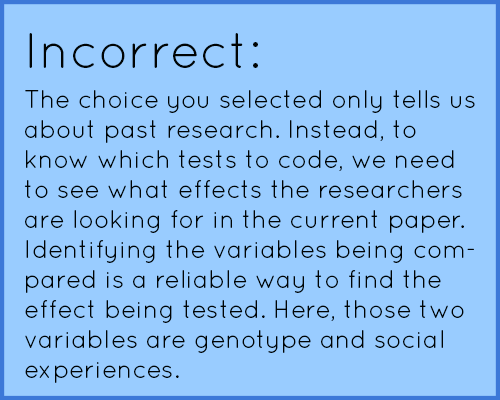 Incorrect:
The choice you selected only tells us
about past research. Instead, to
know which tests to code, we need
to see what effects the researchers
are looking for in the current paper.
Identifying the variables being com-
pared is a reliable way to find the
effect being tested. Here, those two
variables are genotype and social
experiences.